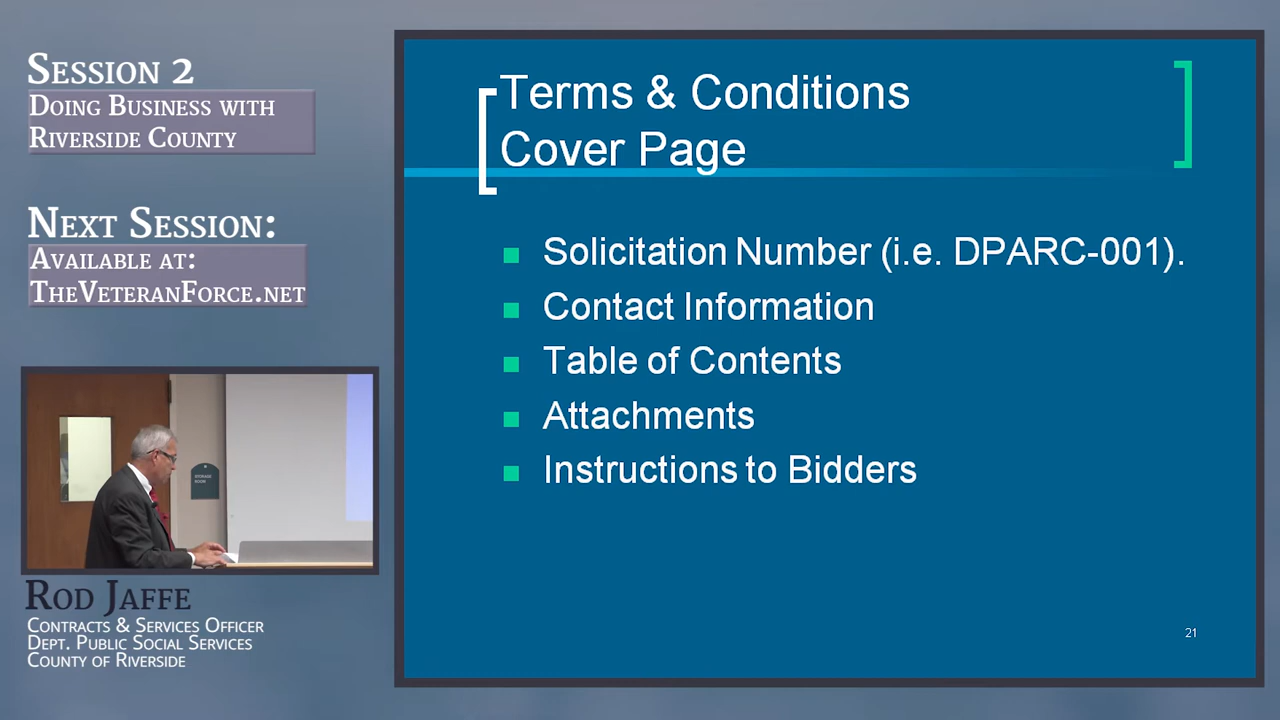 Session 2
Doing Business with
Riverside County
Next Session:
Available at:
TheVeteranForce.net
Storage
Room
Rod Jaffe
Contracts & Services Officer
Dept. Public Social Services
County of Riverside
Terms & Conditions
Cover Page
Solicitation Number (i.e. DPARC-001).
Contact Information
Table of Contents
Attachments
Instructions to Bidders
21